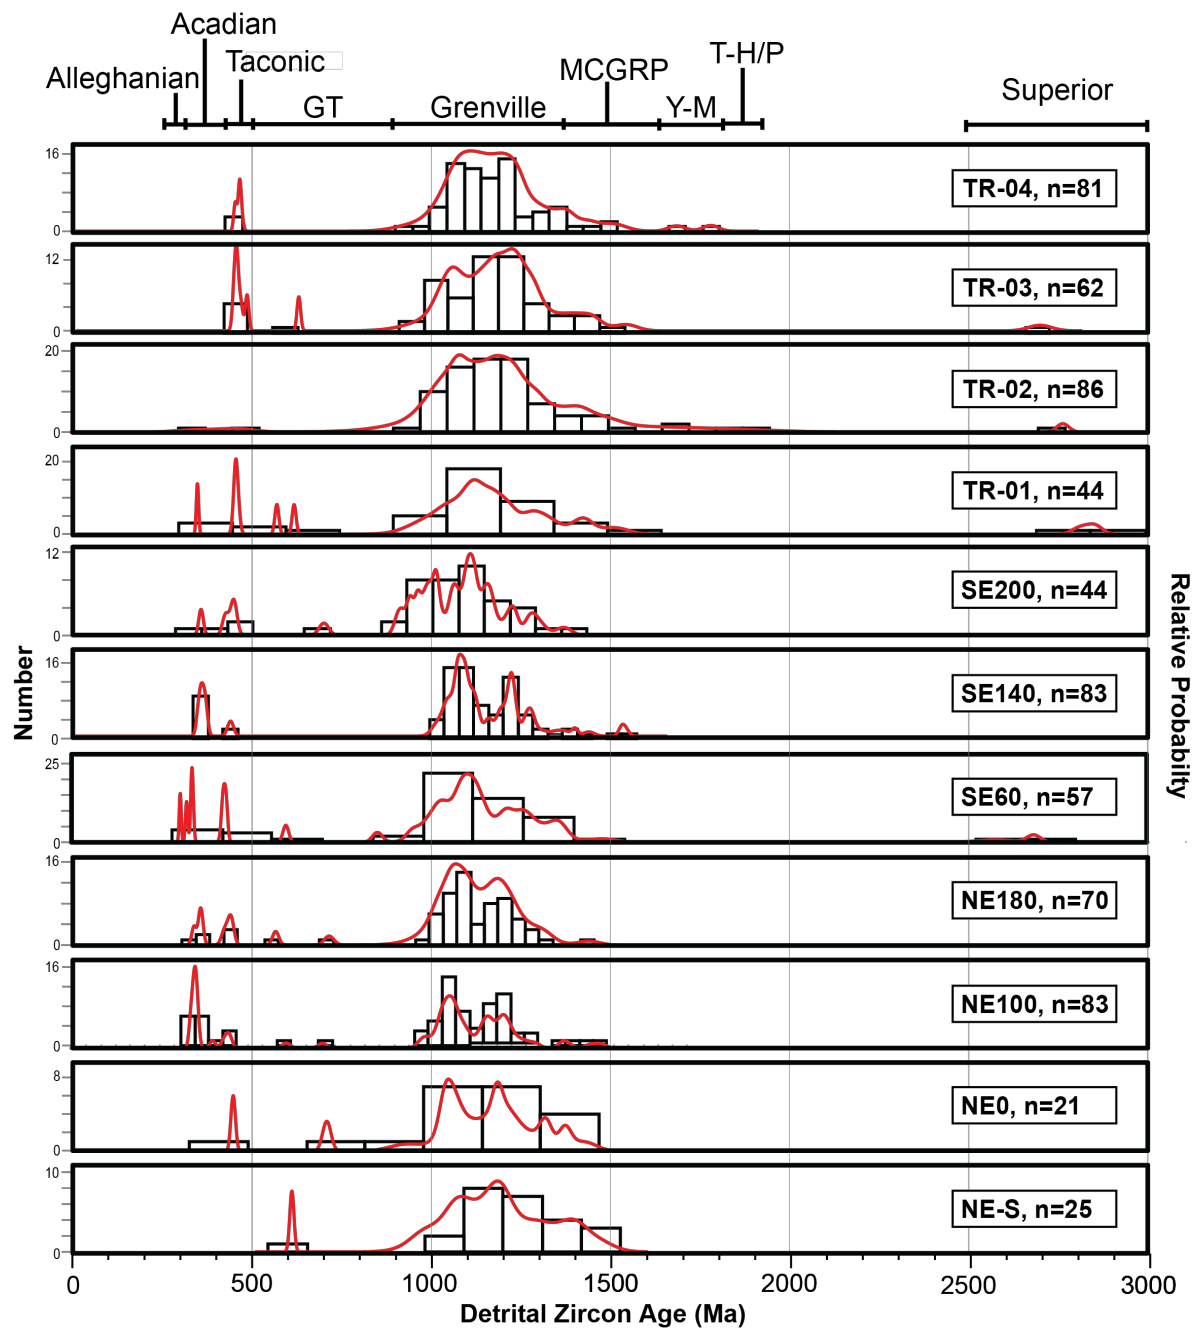 Acadian
Alleghanian
Taconic
GT
Grenville
MCGRP
Y-M
T-H/P
Superior
16
0
TR-04, n=81
12
0
TR-03, n=62
20
0
TR-02, n=86
20
0
TR-01, n=44
12
0
SE200, n=44
16
0
SE140, n=83
25
0
SE60, n=57
16
0
NE180, n=70
16
0
NE100, n=83
8
0
NE0, n=21
10
0
NE-S, n=25
Number
Relative Probabilty
0 500 1000 1500 2000 2500 3000
Detrital Zircon Age (Ma)